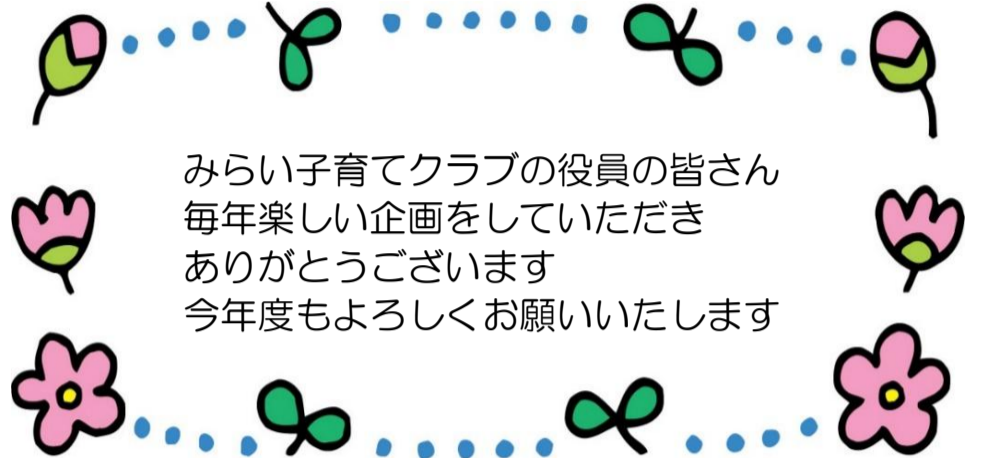 みらい子育てクラブの役員の皆さん
毎年楽しい企画をしていただき
ありがとうございます
今年度もよろしくお願いいたします